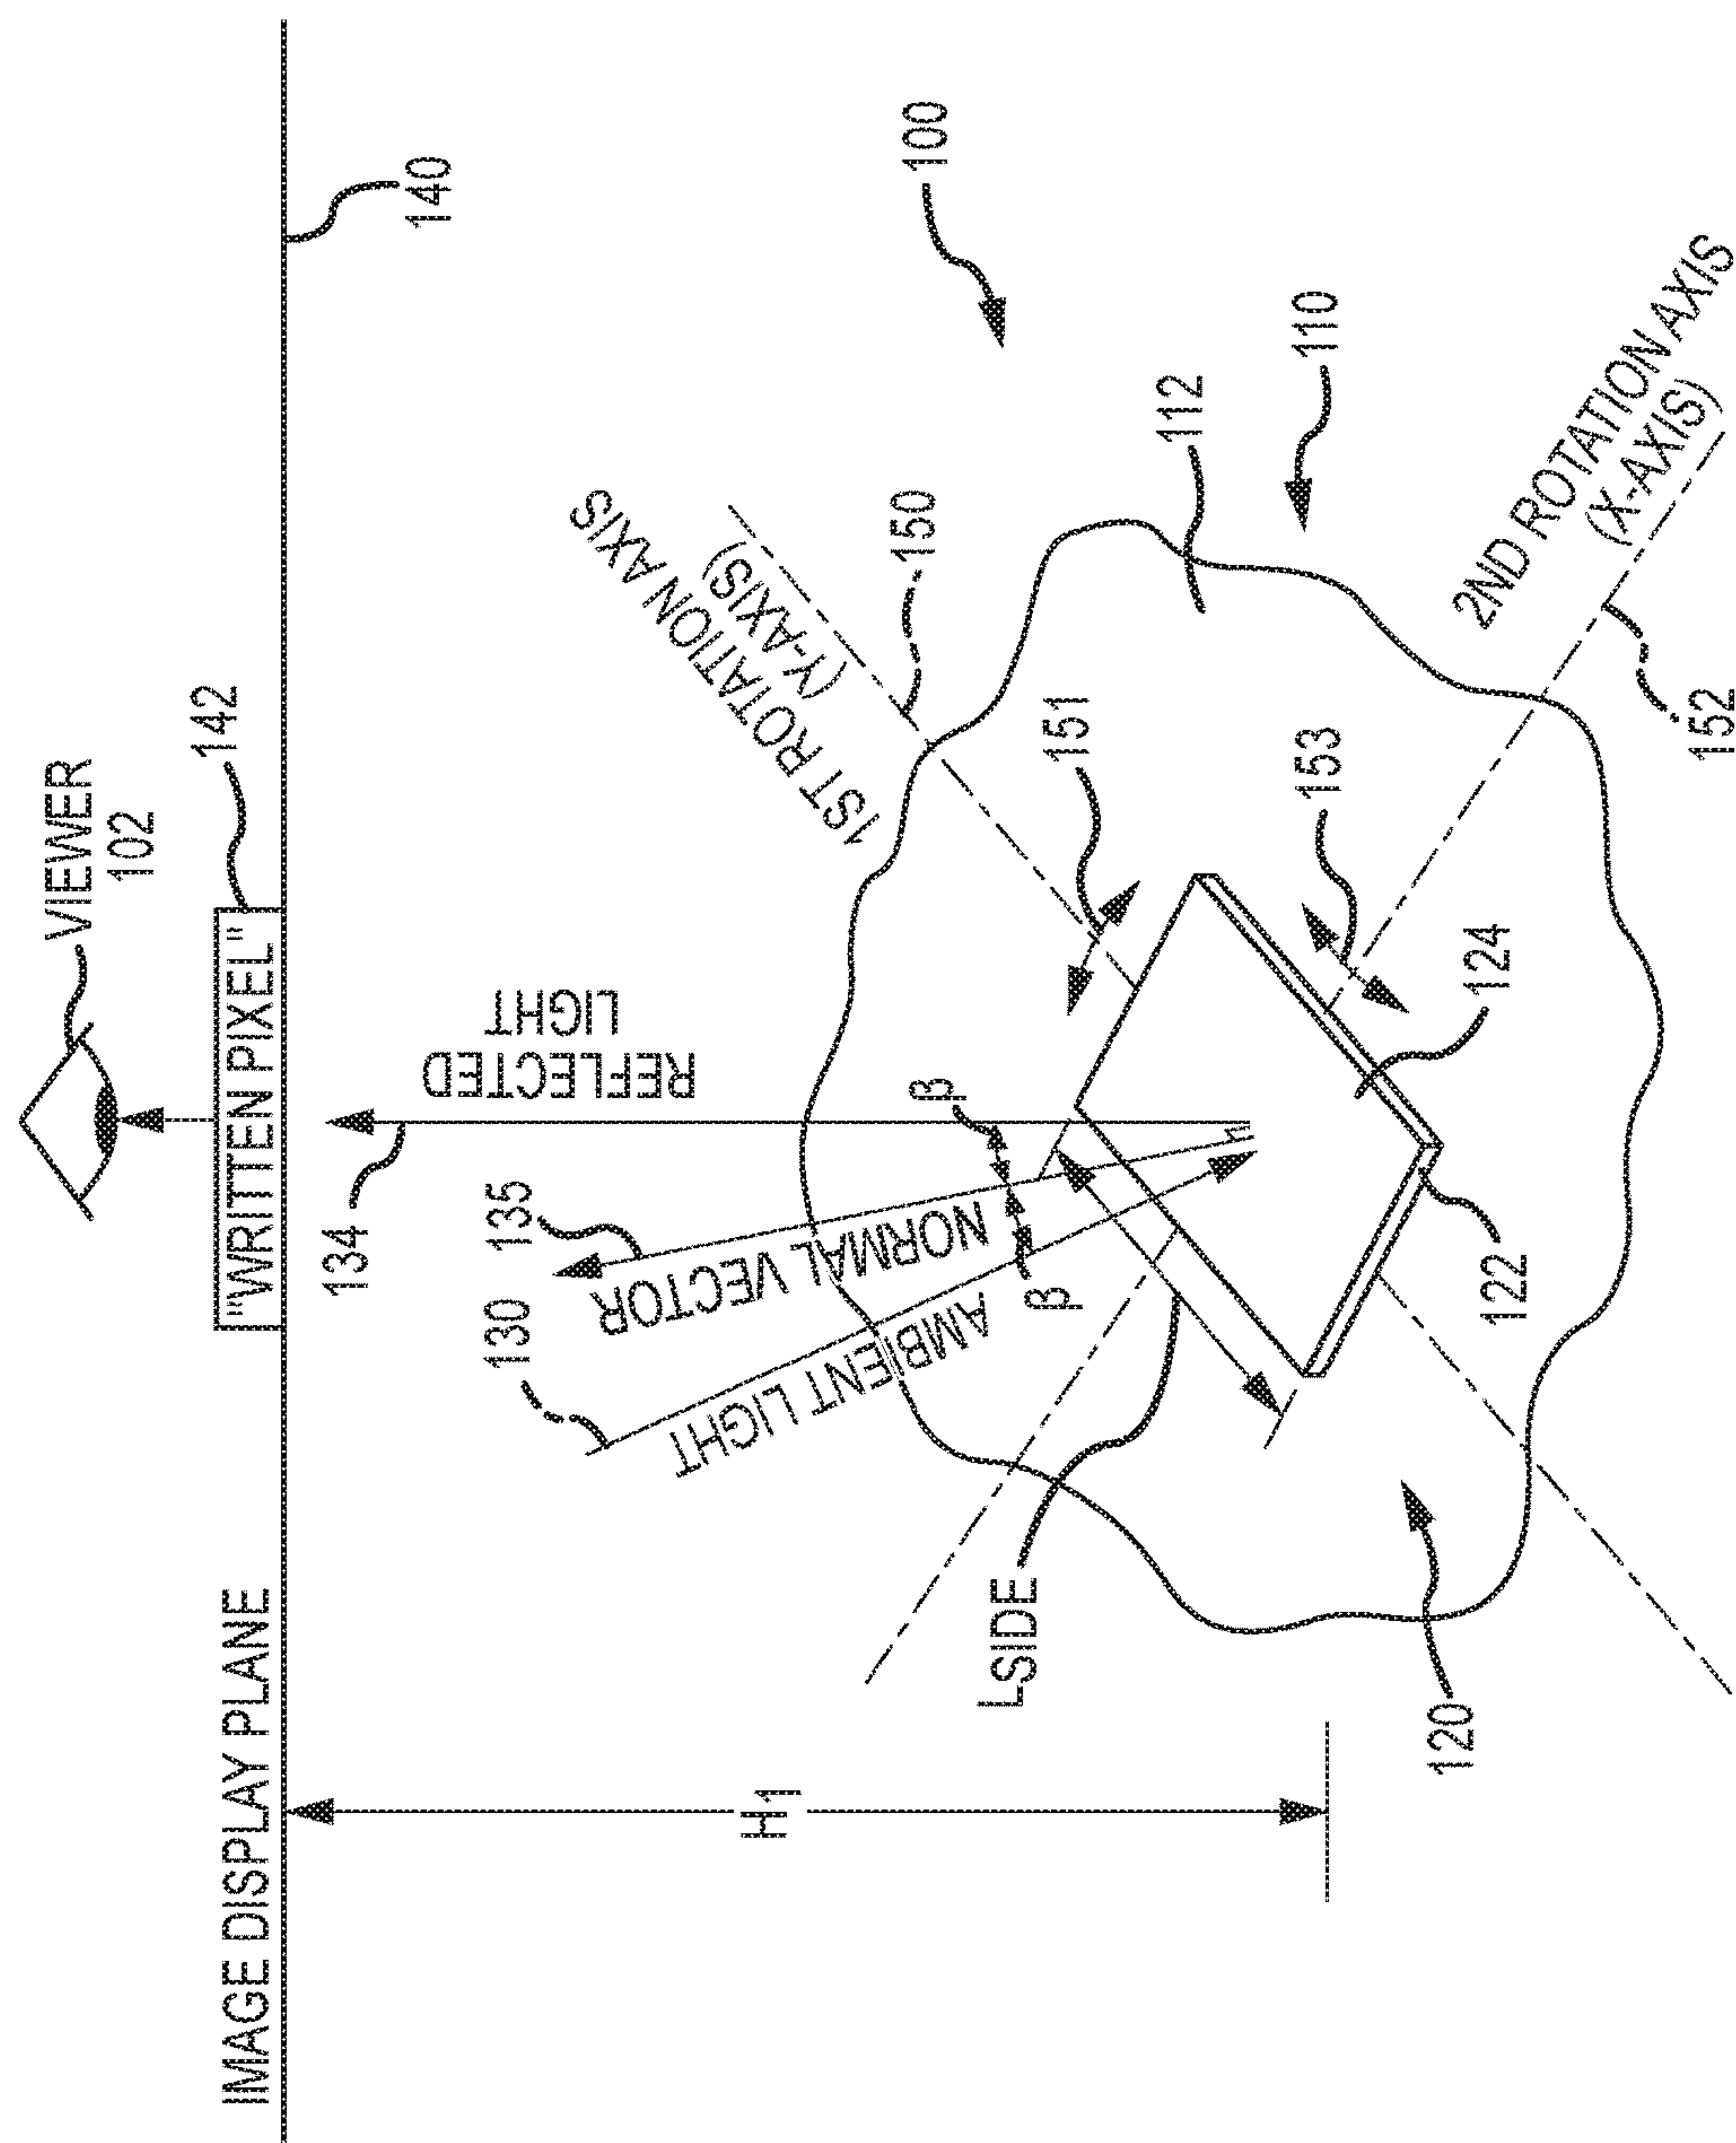 VIEWER
102
"WRITTEN PIXEL"
142
IMAGE DISPLAY PLANE
140
134
REFLECTED
LIGHT
135
NORMAL VECTOR
130
AMBIENT LIGHT
β
β
H1
LSIDE
1ST ROTATION AXIS
(Y-AXIS)
150
151
100
112
110
2ND ROTATION AXIS
(X-AXIS)
152
153
124
122
120